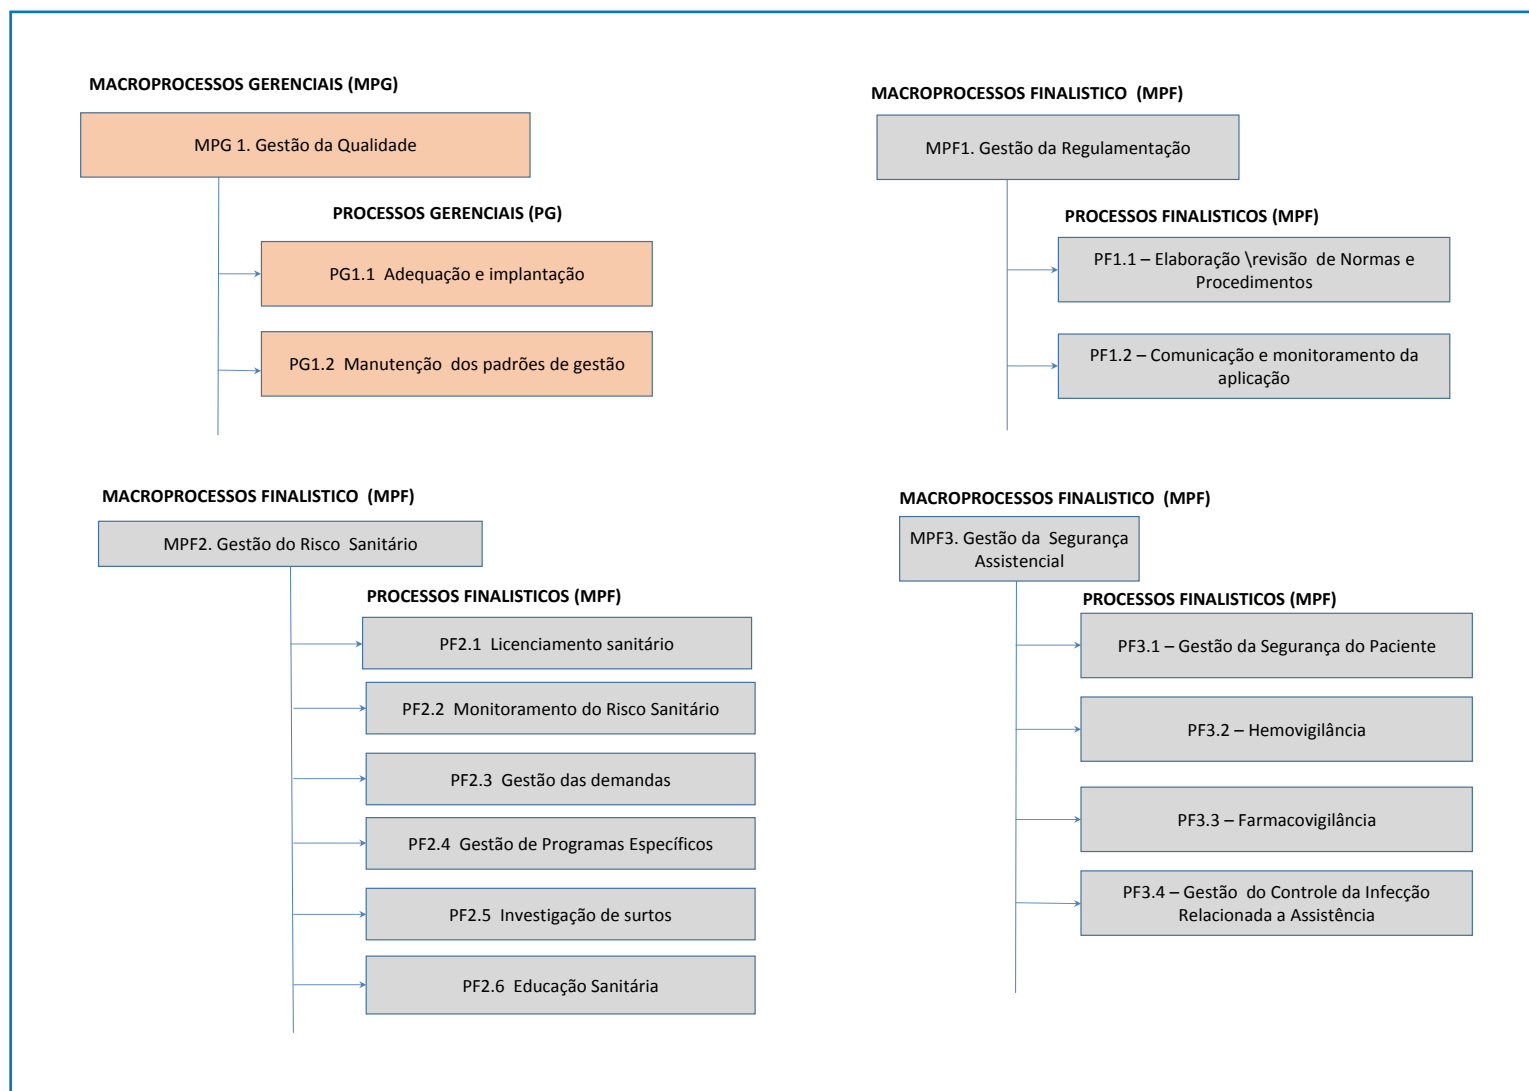 MACROPROCESSOS GERENCIAIS (MPG)
MPG 1. Gestão da Qualidade
PROCESSOS GERENCIAIS (PG)
PG1.1 Adequação e implantação
PG1.2 Manutenção dos padrões de gestão
MACROPROCESSOS FINALISTICO (MPF)
MPF1. Gestão da Regulamentação
PROCESSOS FINALISTICOS (MPF)
PF1.1 – Elaboração \revisão de Normas e
Procedimentos
PF1.2 – Comunicação e monitoramento da
aplicação
MACROPROCESSOS FINALISTICO (MPF)
MPF2. Gestão do Risco Sanitário
PROCESSOS FINALISTICOS (MPF)
PF2.1 Licenciamento sanitário
PF2.2 Monitoramento do Risco Sanitário
PF2.3 Gestão das demandas
PF2.4 Gestão de Programas Específicos
PF2.5 Investigação de surtos
PF2.6 Educação Sanitária
MACROPROCESSOS FINALISTICO (MPF)
MPF3. Gestão da Segurança
Assistencial
PROCESSOS FINALISTICOS (MPF)
PF3.1 – Gestão da Segurança do Paciente
PF3.2 – Hemovigilância
PF3.3 – Farmacovigilância
PF3.4 – Gestão do Controle da Infecção
Relacionada a Assistência